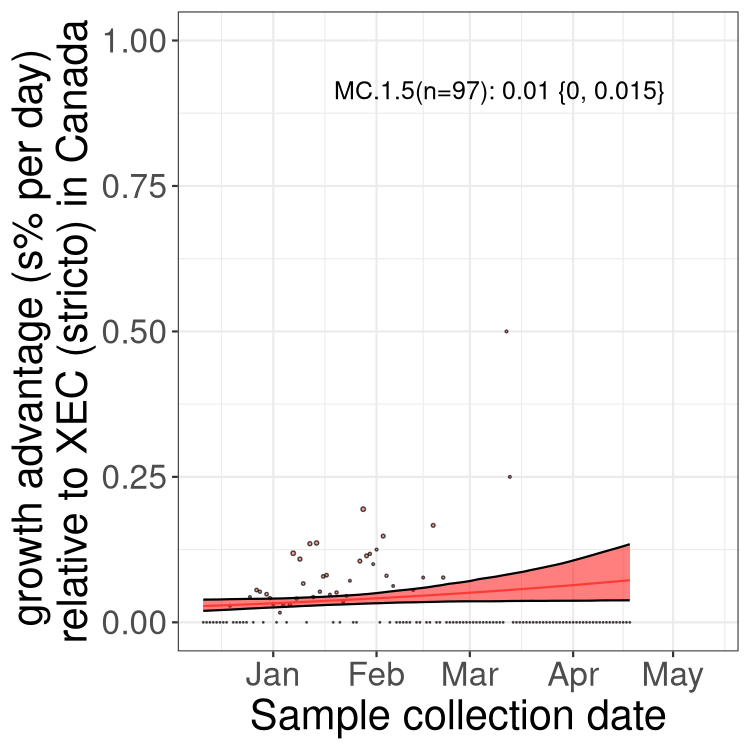 growth advantage (s% per day)
relative to XEC (stricto) in Canada
1.00
0.75
0.50
0.25
0.00
MC.1.5(n=97): 0.01 {0, 0.015}
Jan Feb Mar Apr May
Sample collection date